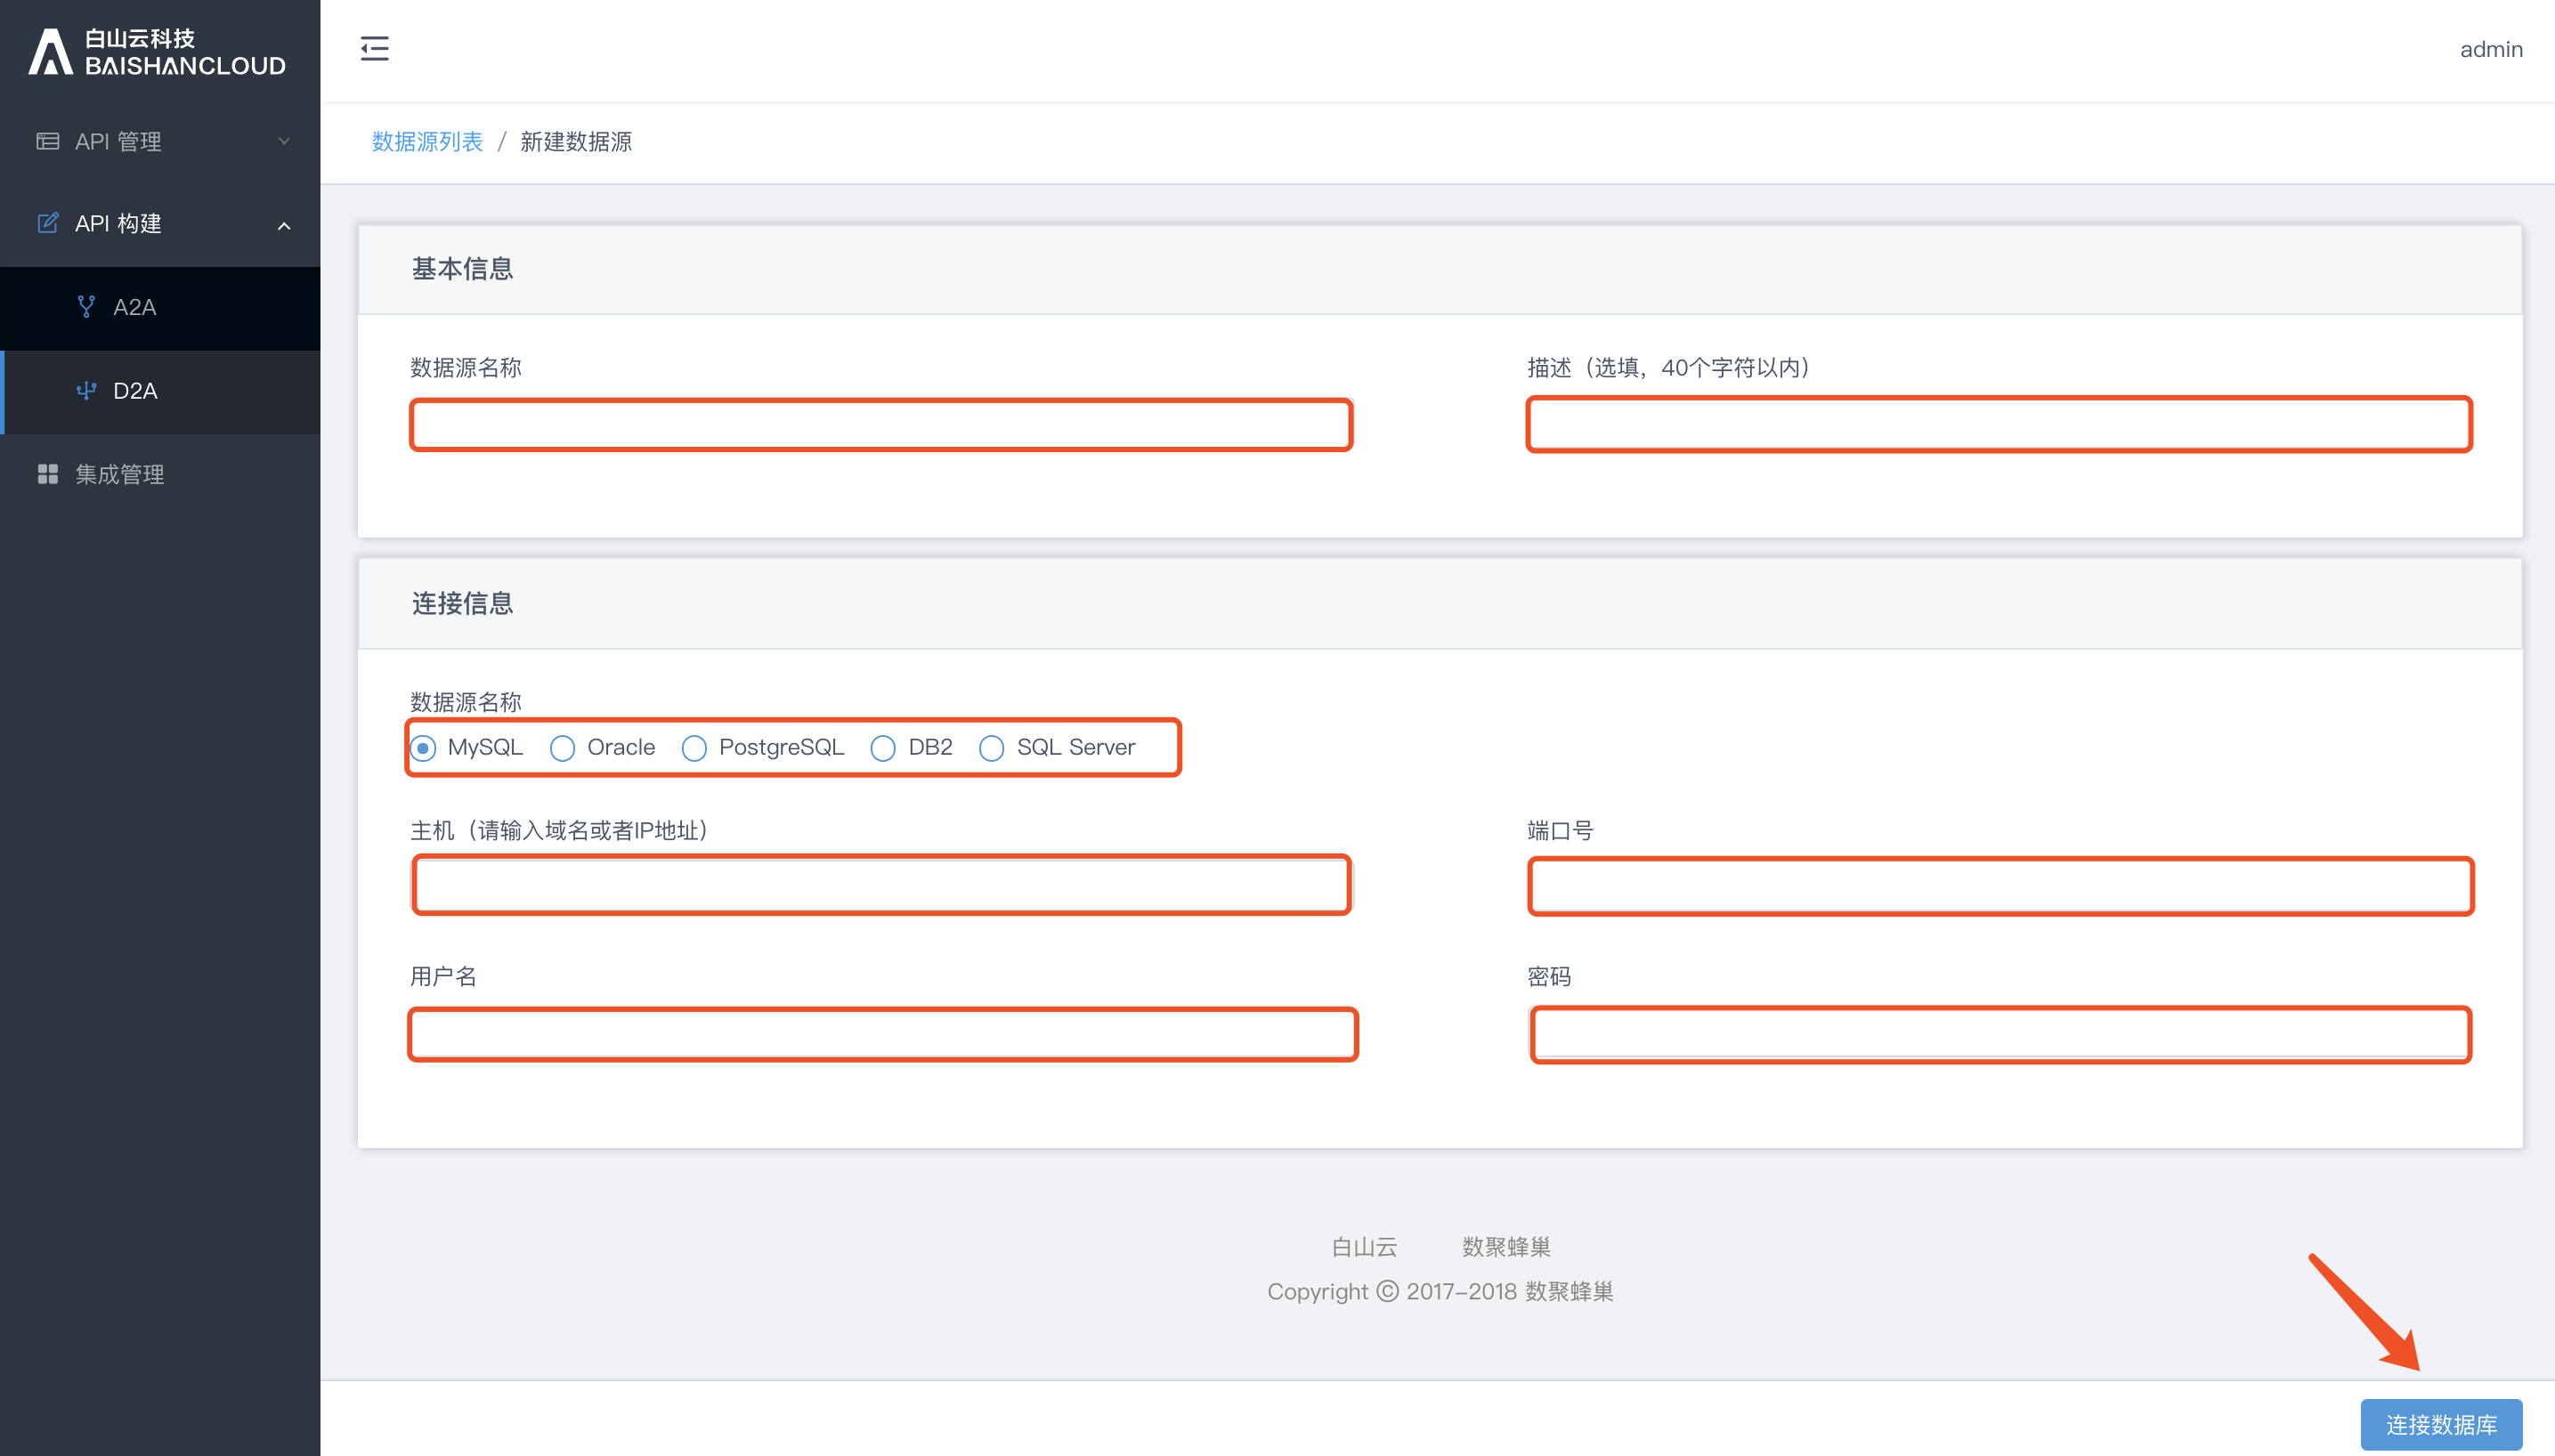 白山云科技
BAISHANCLOUD
admin
API 管理
API 构建
A2A
D2A
集成管理
数据源列表 / 新建数据源
基本信息
数据源名称
描述（选填，40个字符以内）
连接信息
数据源名称
MySQL Oracle PostgreSQL DB2 SQL Server
主机（请输入域名或者IP地址）
端口号
用户名
密码
白山云 数聚蜂巢
Copyright © 2017-2018 数聚蜂巢
连接数据库